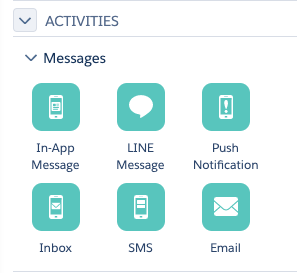 ACTIVITIES
Messages
In-App LINE Push
Message Message Notification
Inbox SMS Email